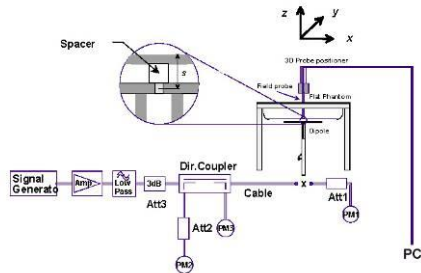 z
y
x
Spacer
s
3D Probe positioner
Field probe
Flat Phantom
Dipole
Signal
Generato
Amp
Low
Pass
3dB
Att3
Dir.Coupler
Cable
x
Att1
PM1
Att2
PM3
PM2
PC